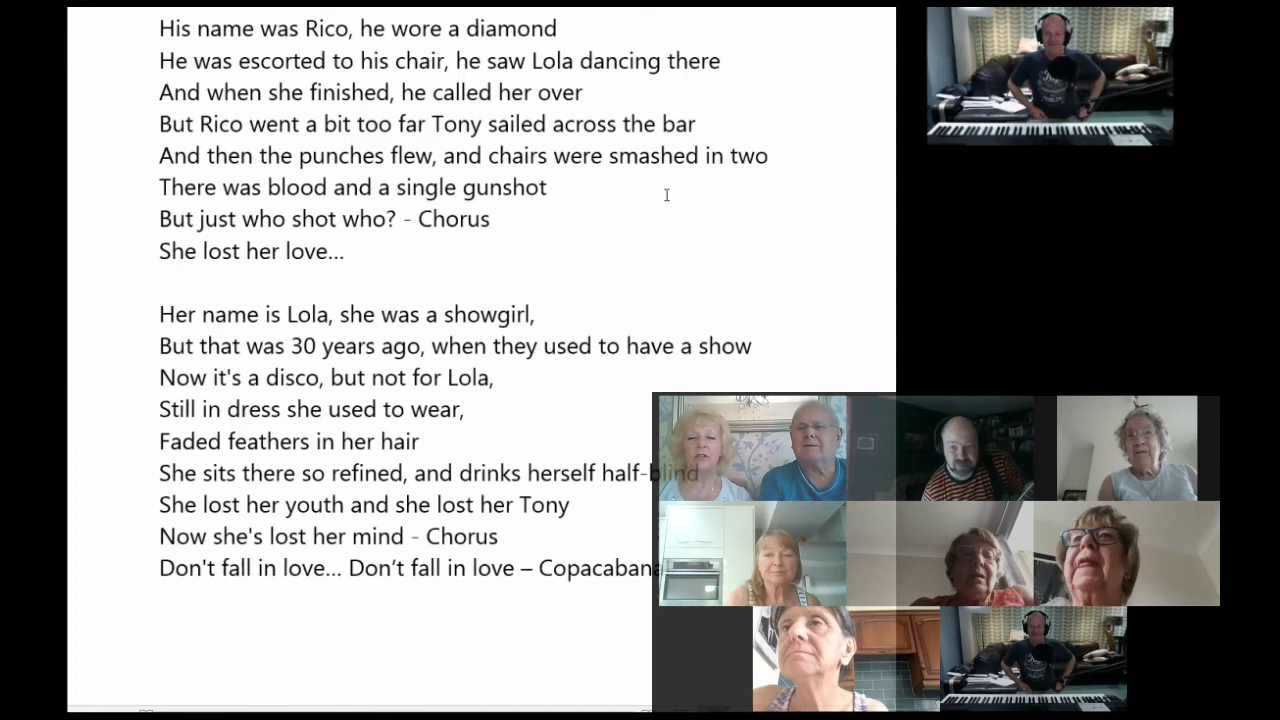 His name was Rico, he wore a diamond
He was escorted to his chair, he saw Lola dancing there
And when she finished, he called her over
But Rico went a bit too far Tony sailed across the bar
And then the punches flew, and chairs were smashed in two
There was blood and a single gunshot
But just who shot who? - Chorus
She lost her love...
Her name is Lola, she was a showgirl,
But that was 30 years ago, when they used to have a show
Now it's a disco, but not for Lola,
Still in dress she used to wear,
Faded feathers in her hair
She sits there so refined, and drinks herself half-blind
She lost her youth and she lost her Tony
Now she's lost her mind - Chorus
Don't fall in love... Don’t fall in love – Copacabana